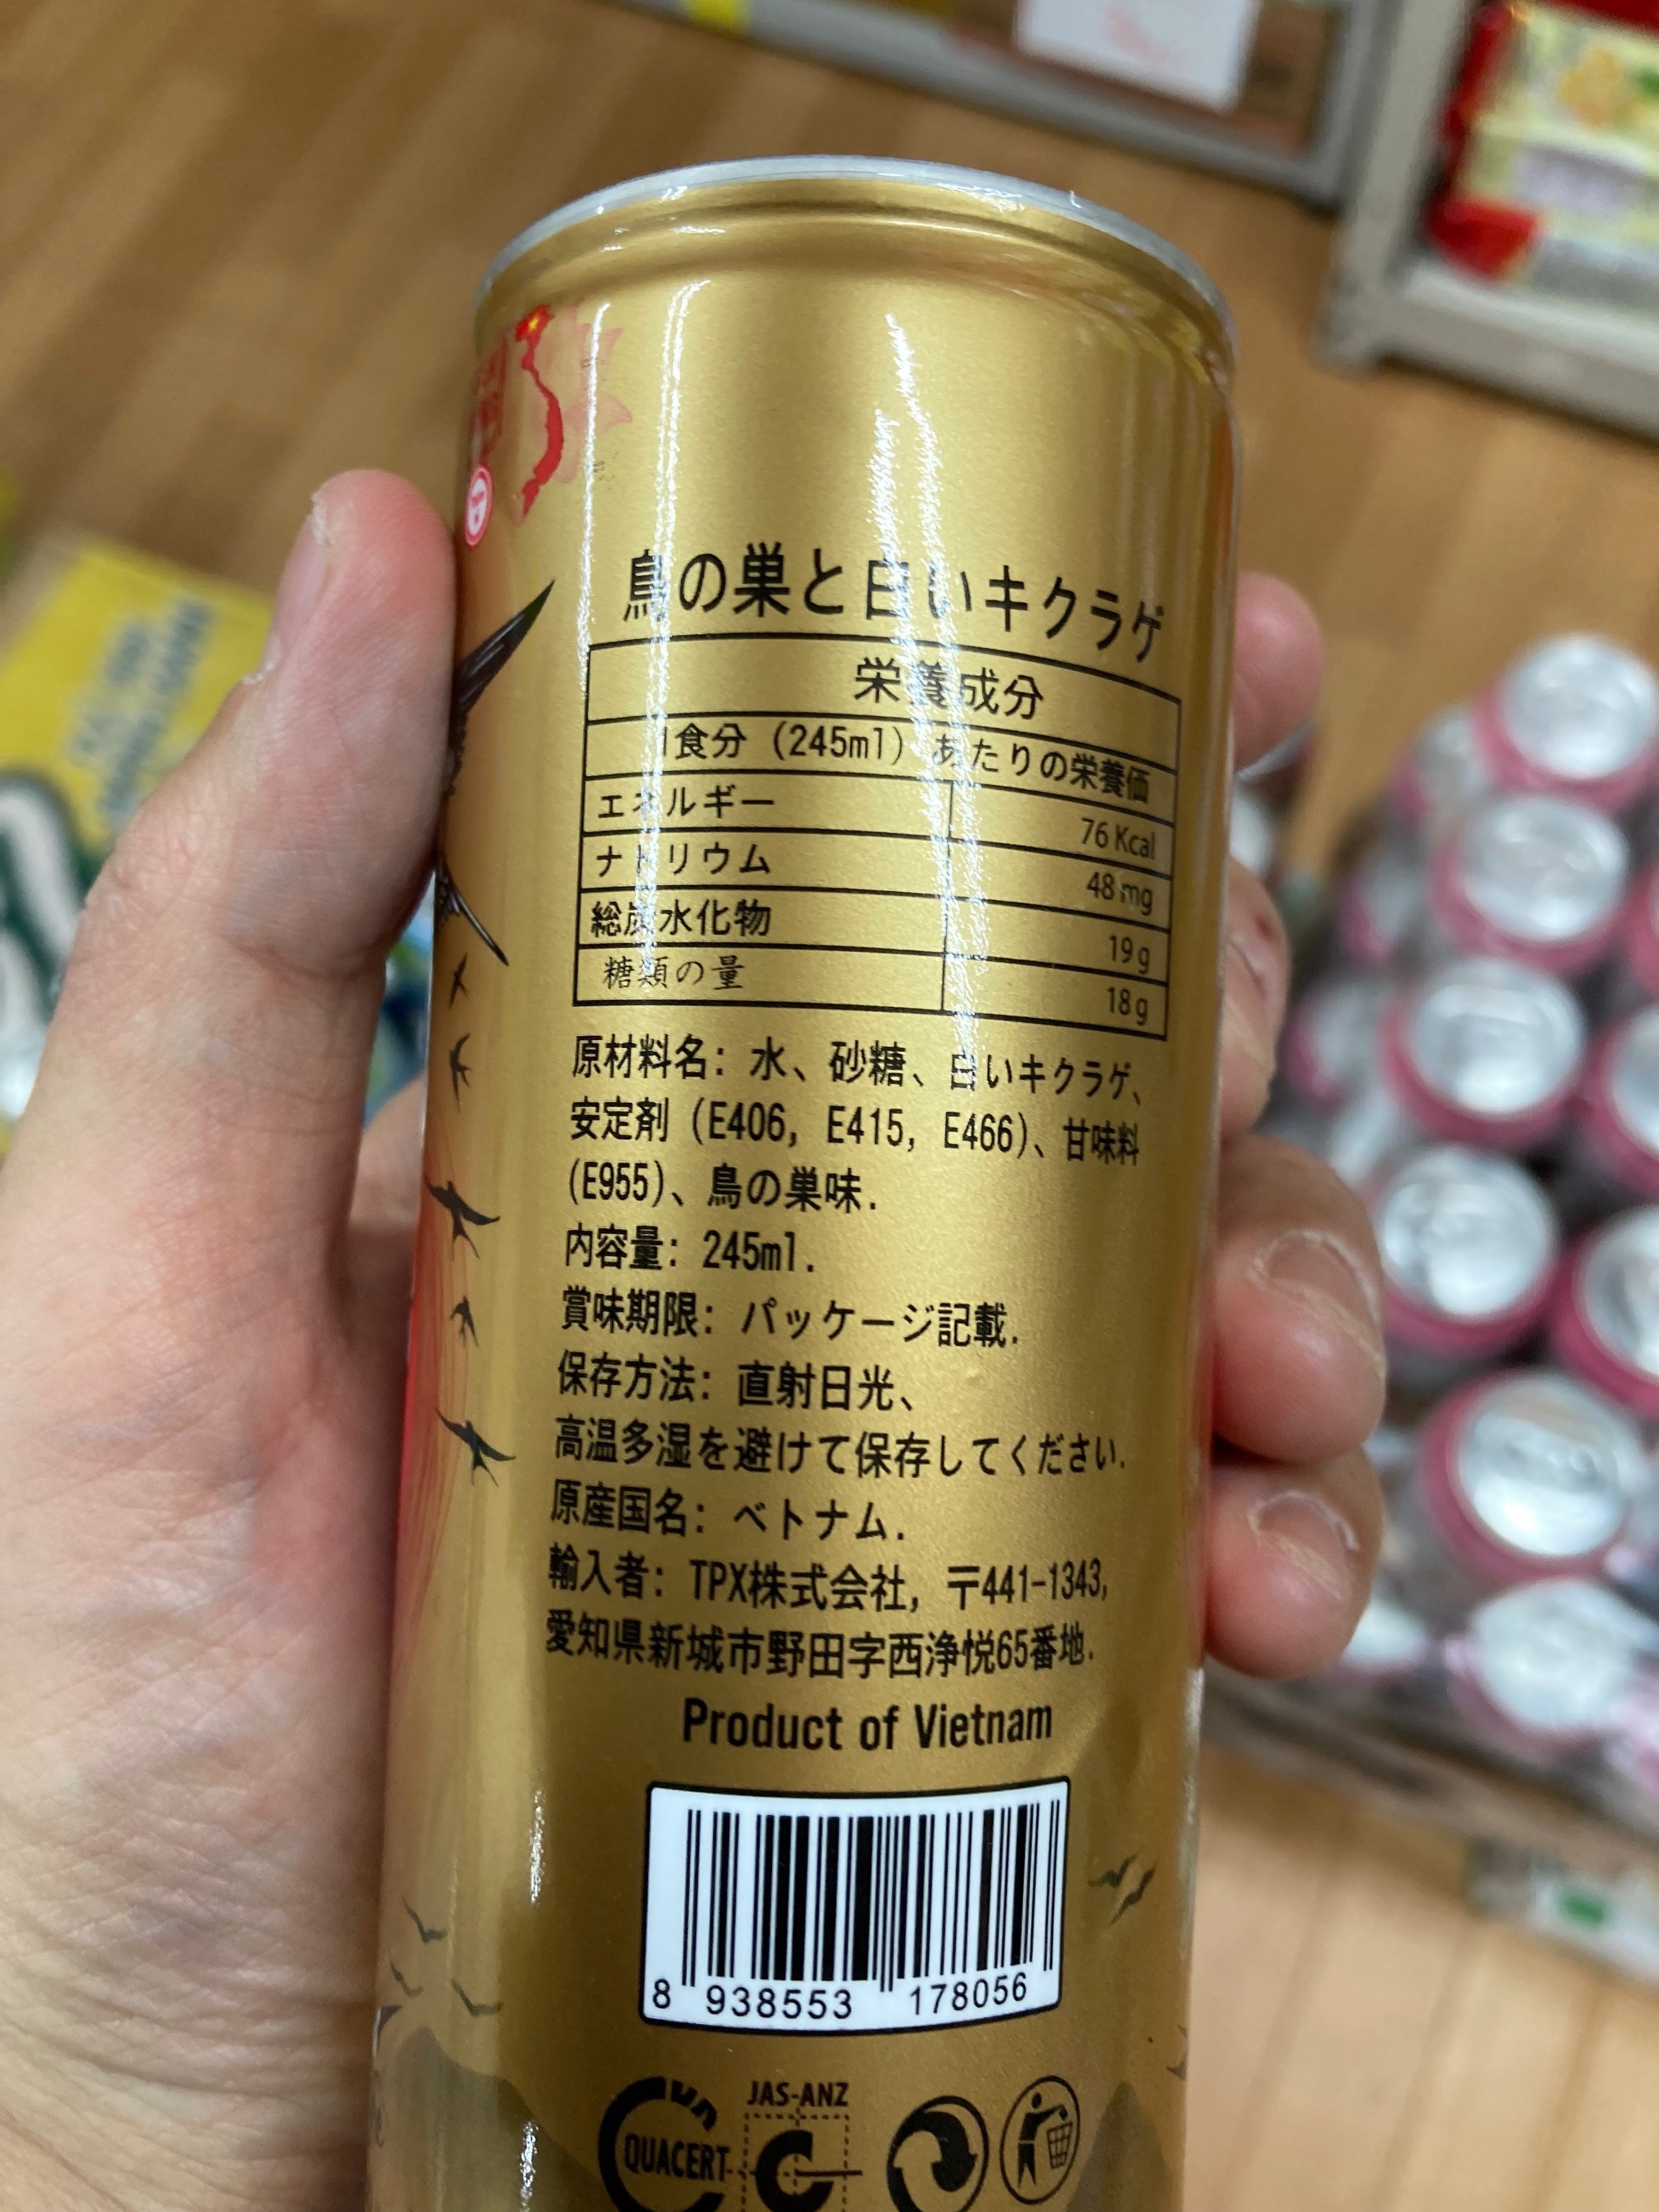 鳥の巣と白いキクラゲ
栄養成分
1食分（245ml）あたりの栄養価
エネルギー 76 Kcal
ナトリウム 48 mg
総炭水化物 19 g
糖類の量 18 g
原材料名: 水、砂糖、白いキクラゲ、
安定剤 (E406, E415, E466)、甘味料
(E955)、鳥の巣味.
内容量: 245ml.
賞味期限: パッケージ記載.
保存方法: 直射日光、
高温多湿を避けて保存してください.
原産国名: ベトナム.
輸入者: TPX株式会社, 〒441-1343,
愛知県新城市野田字西浄悦65番地.
Product of Vietnam
8 938553 178056
JAS-ANZ
QUACERT